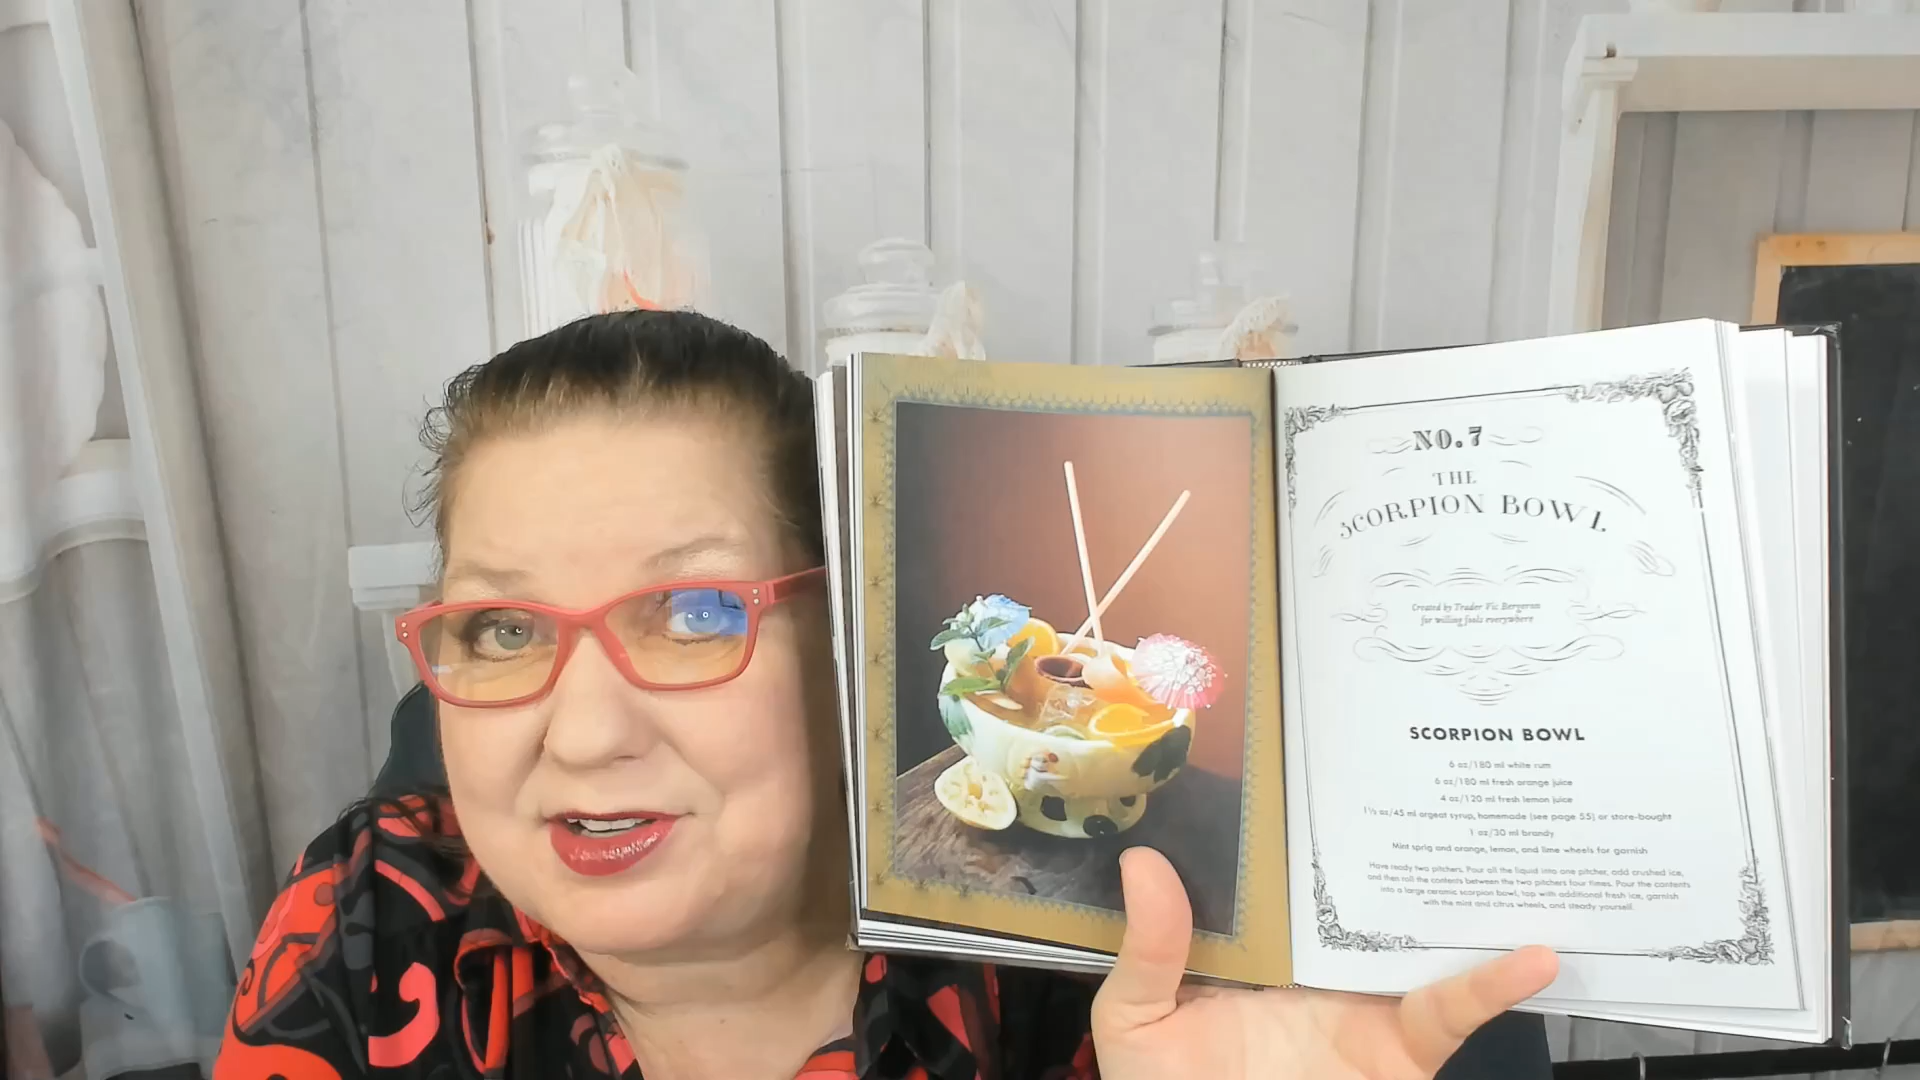 NO. 7
THE
SCORPION BOWL
Created by Trader Vic Bergeron
for willing fools everywhere
SCORPION BOWL
6 oz/180 ml white rum
6 oz/180 ml fresh orange juice
4 oz/120 ml fresh lemon juice
1½ oz/45 ml orgeat syrup, homemade (see page 55) or store-bought
1 oz/30 ml brandy
Mint sprig and orange, lemon, and lime wheels for garnish
Have ready two pitchers. Pour all the liquid into one pitcher, add crushed ice,
and then roll the contents between the two pitchers four times. Pour the contents
into a large ceramic scorpion bowl, top with additional fresh ice, garnish
with the mint and citrus wheels, and steady yourself.